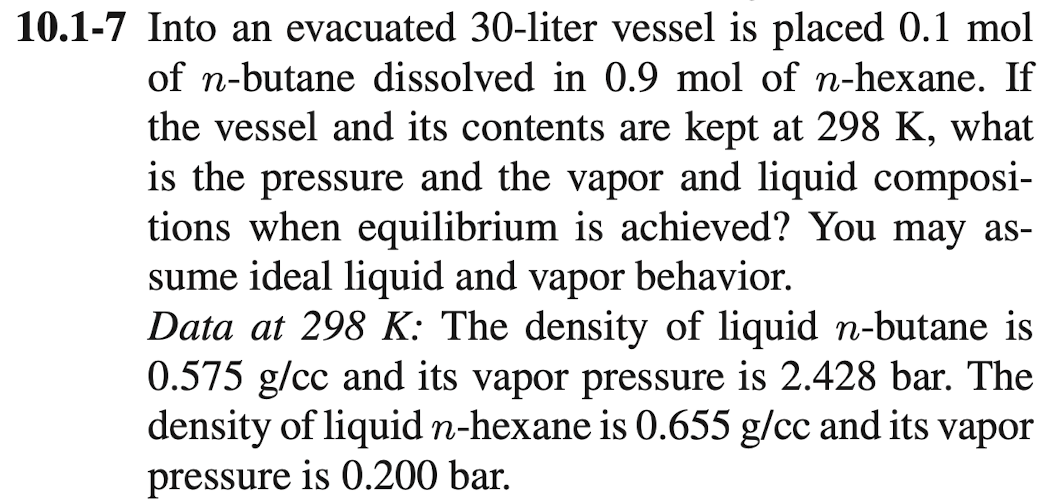 10.1-7 Into an evacuated 30-liter vessel is placed 0.1 mol
of n-butane dissolved in 0.9 mol of n-hexane. If
the vessel and its contents are kept at 298 K, what
is the pressure and the vapor and liquid composi-
tions when equilibrium is achieved? You may as-
sume ideal liquid and vapor behavior.
Data at 298 K: The density of liquid n-butane is
0.575 g/cc and its vapor pressure is 2.428 bar. The
density of liquid n-hexane is 0.655 g/cc and its vapor
pressure is 0.200 bar.